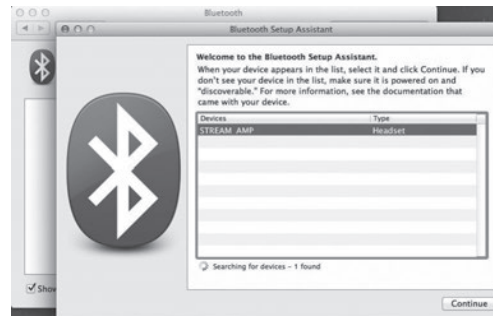 Bluetooth
Bluetooth Setup Assistant
Welcome to the Bluetooth Setup Assistant.
When your device appears in the list, select it and click Continue. If you
don't see your device in the list, make sure it is powered on and
"discoverable." For more information, see the documentation that
came with your device.
Devices Type
STREAM AMP Headset
Searching for devices – 1 found
Show
Continue